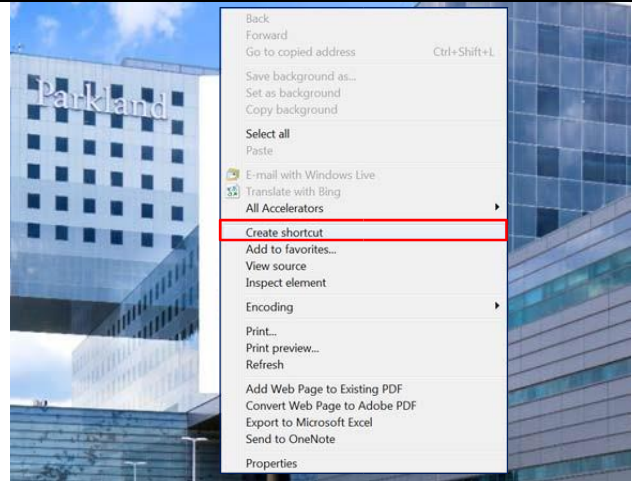 Parkland
Back
Forward
Go to copied address Ctrl+Shift+L
Save background as...
Set as background
Copy background
Select all
Paste
E-mail with Windows Live
Translate with Bing
All Accelerators
Create shortcut
Add to favorites...
View source
Inspect element
Encoding
Print...
Print preview...
Refresh
Add Web Page to Existing PDF
Convert Web Page to Adobe PDF
Export to Microsoft Excel
Send to OneNote
Properties